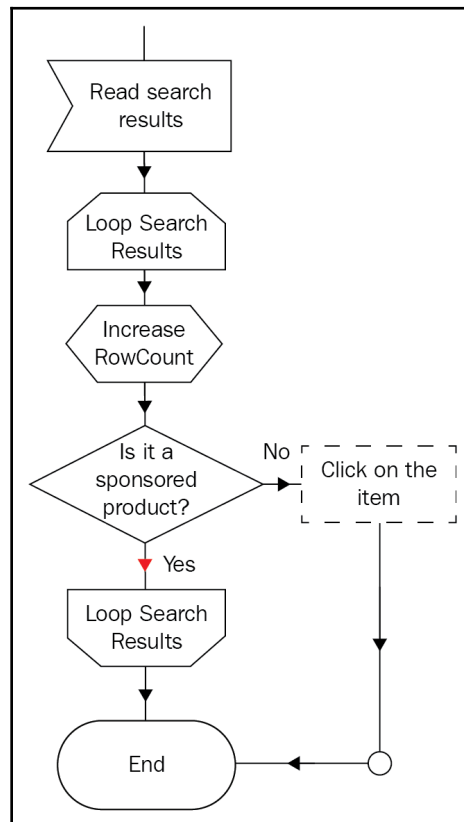 Read search
results
Loop Search
Results
Increase
RowCount
Is it a
sponsored
product?
No
Click on the
item
Yes
Loop Search
Results
End